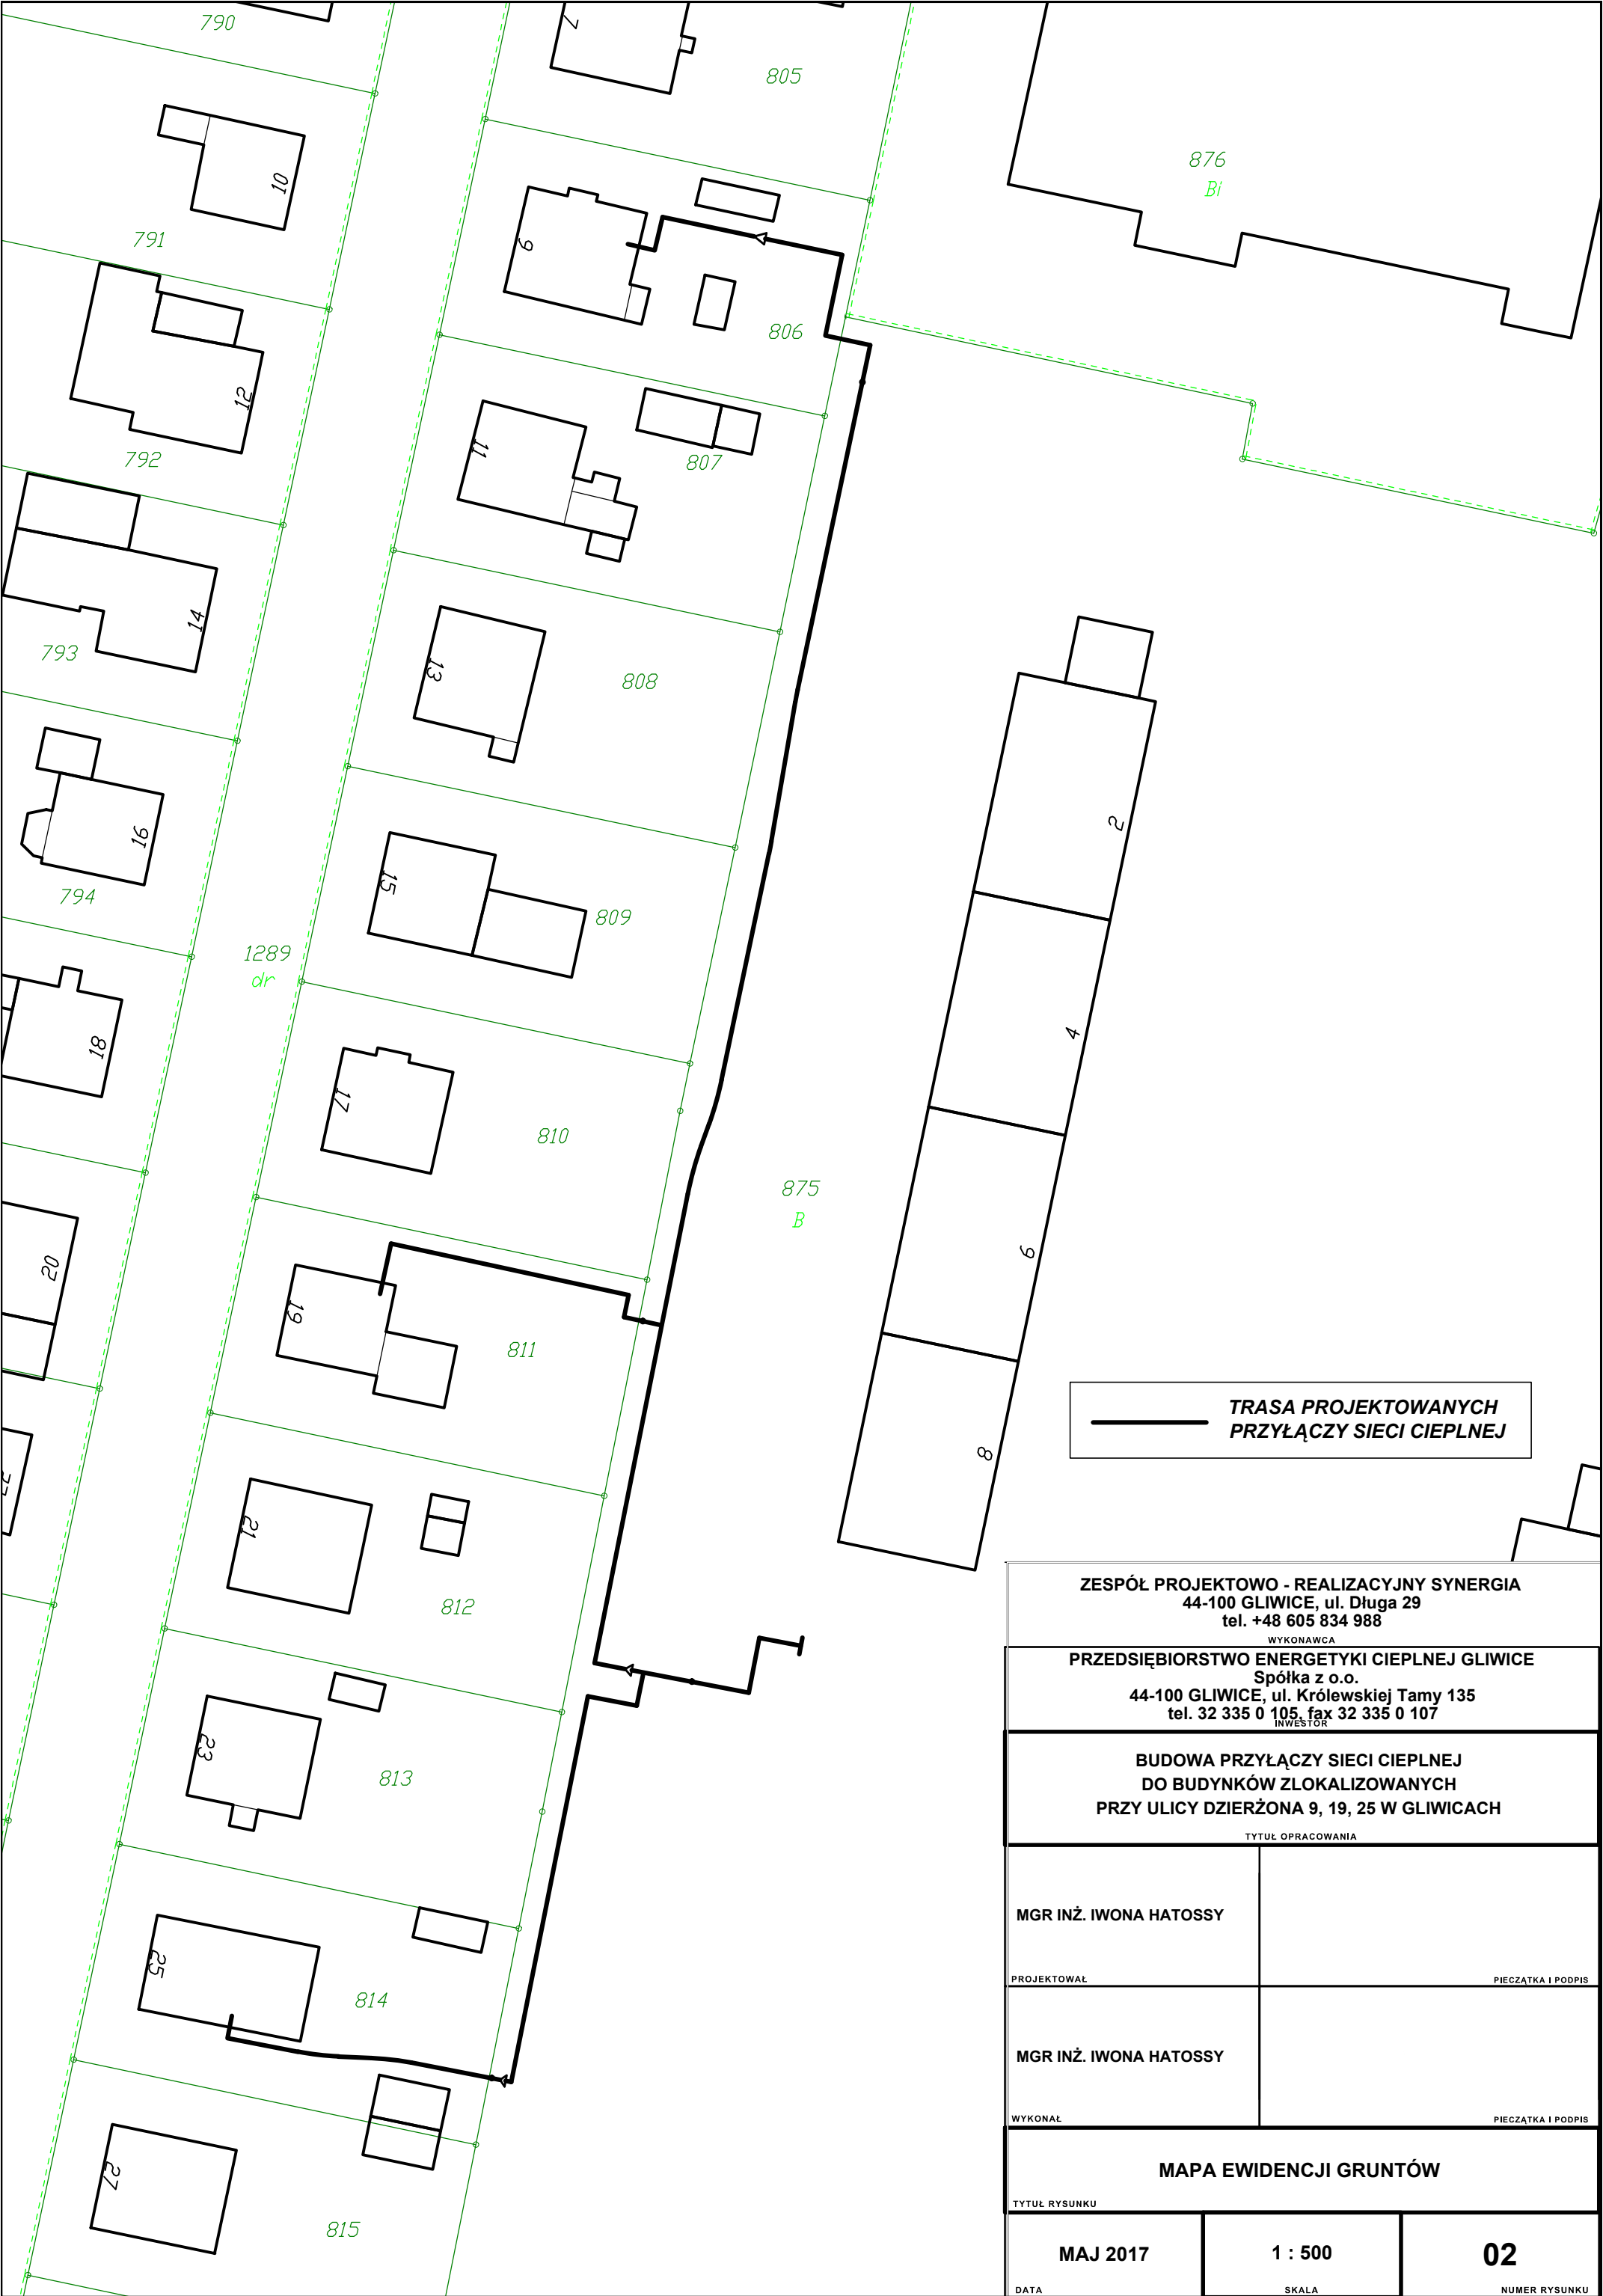 790
7
805
876
Bi
10
791
9
806
12
792
11
807
14
793
13
808
2
16
794
15
809
1289
dr
4
18
17
810
875
B
20
6
19
811
TRASA PROJEKTOWANYCH
PRZYŁĄCZY SIECI CIEPLNEJ
8
21
812
ZESPÓŁ PROJEKTOWO - REALIZACYJNY SYNERGIA
44-100 GLIWICE, ul. Długa 29
tel. +48 605 834 988
WYKONAWCA
PRZEDSIĘBIORSTWO ENERGETYKI CIEPLNEJ GLIWICE
Spółka z o.o.
44-100 GLIWICE, ul. Królewskiej Tamy 135
tel. 32 335 0 105, fax 32 335 0 107
INWESTOR
23
813
BUDOWA PRZYŁĄCZY SIECI CIEPLNEJ
DO BUDYNKÓW ZLOKALIZOWANYCH
PRZY ULICY DZIERŻONA 9, 19, 25 W GLIWICACH
TYTUŁ OPRACOWANIA
MGR INŻ. IWONA HATOSSY
PROJEKTOWAŁ
PIECZĄTKA I PODPIS
25
814
MGR INŻ. IWONA HATOSSY
WYKONAŁ
PIECZĄTKA I PODPIS
27
815
MAPA EWIDENCJI GRUNTÓW
TYTUŁ RYSUNKU
MAJ 2017
1 : 500
02
DATA
SKALA
NUMER RYSUNKU